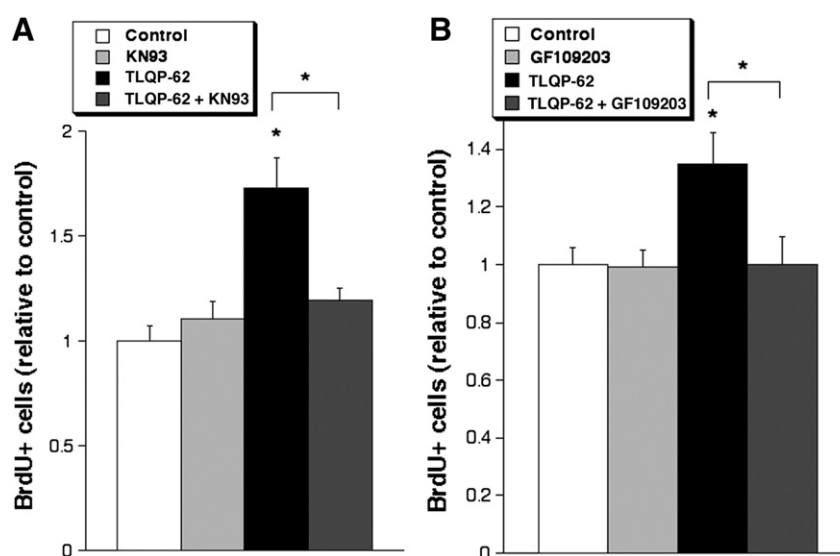 A
Control
KN93
TLQP-62
TLQP-62 + KN93
*
*
2
1.5
1
0.5
0
BrdU+ cells (relative to control)
B
Control
GF109203
TLQP-62
TLQP-62 + GF109203
*
*
1.4
1.2
1
0.8
0.6
0.4
0.2
0
BrdU+ cells (relative to control)